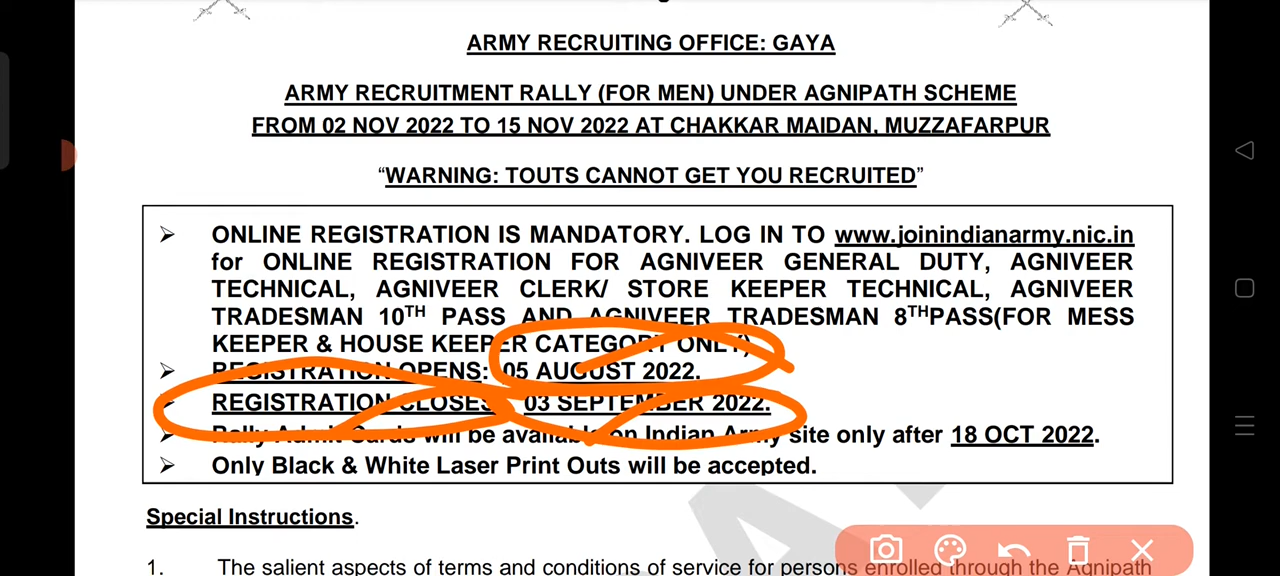 ARMY RECRUITING OFFICE: GAYA
ARMY RECRUITMENT RALLY (FOR MEN) UNDER AGNIPATH SCHEME
FROM 02 NOV 2022 TO 15 NOV 2022 AT CHAKKAR MAIDAN, MUZZAFARPUR
“WARNING: TOUTS CANNOT GET YOU RECRUITED”
➢ ONLINE REGISTRATION IS MANDATORY. LOG IN TO www.joinindianarmy.nic.in
for ONLINE REGISTRATION FOR AGNIVEER GENERAL DUTY, AGNIVEER
TECHNICAL, AGNIVEER CLERK/ STORE KEEPER TECHNICAL, AGNIVEER
TRADESMAN 10TH PASS AND AGNIVEER TRADESMAN 8THPASS(FOR MESS
KEEPER & HOUSE KEEPER CATEGORY ONLY)
➢ REGISTRATION OPENS: 05 AUGUST 2022.
➢ REGISTRATION CLOSES: 03 SEPTEMBER 2022.
➢ Rally Admit Cards will be available on Indian Army site only after 18 OCT 2022.
➢ Only Black & White Laser Print Outs will be accepted.
Special Instructions.
1. The salient aspects of terms and conditions of service for persons enrolled through the Agnipath